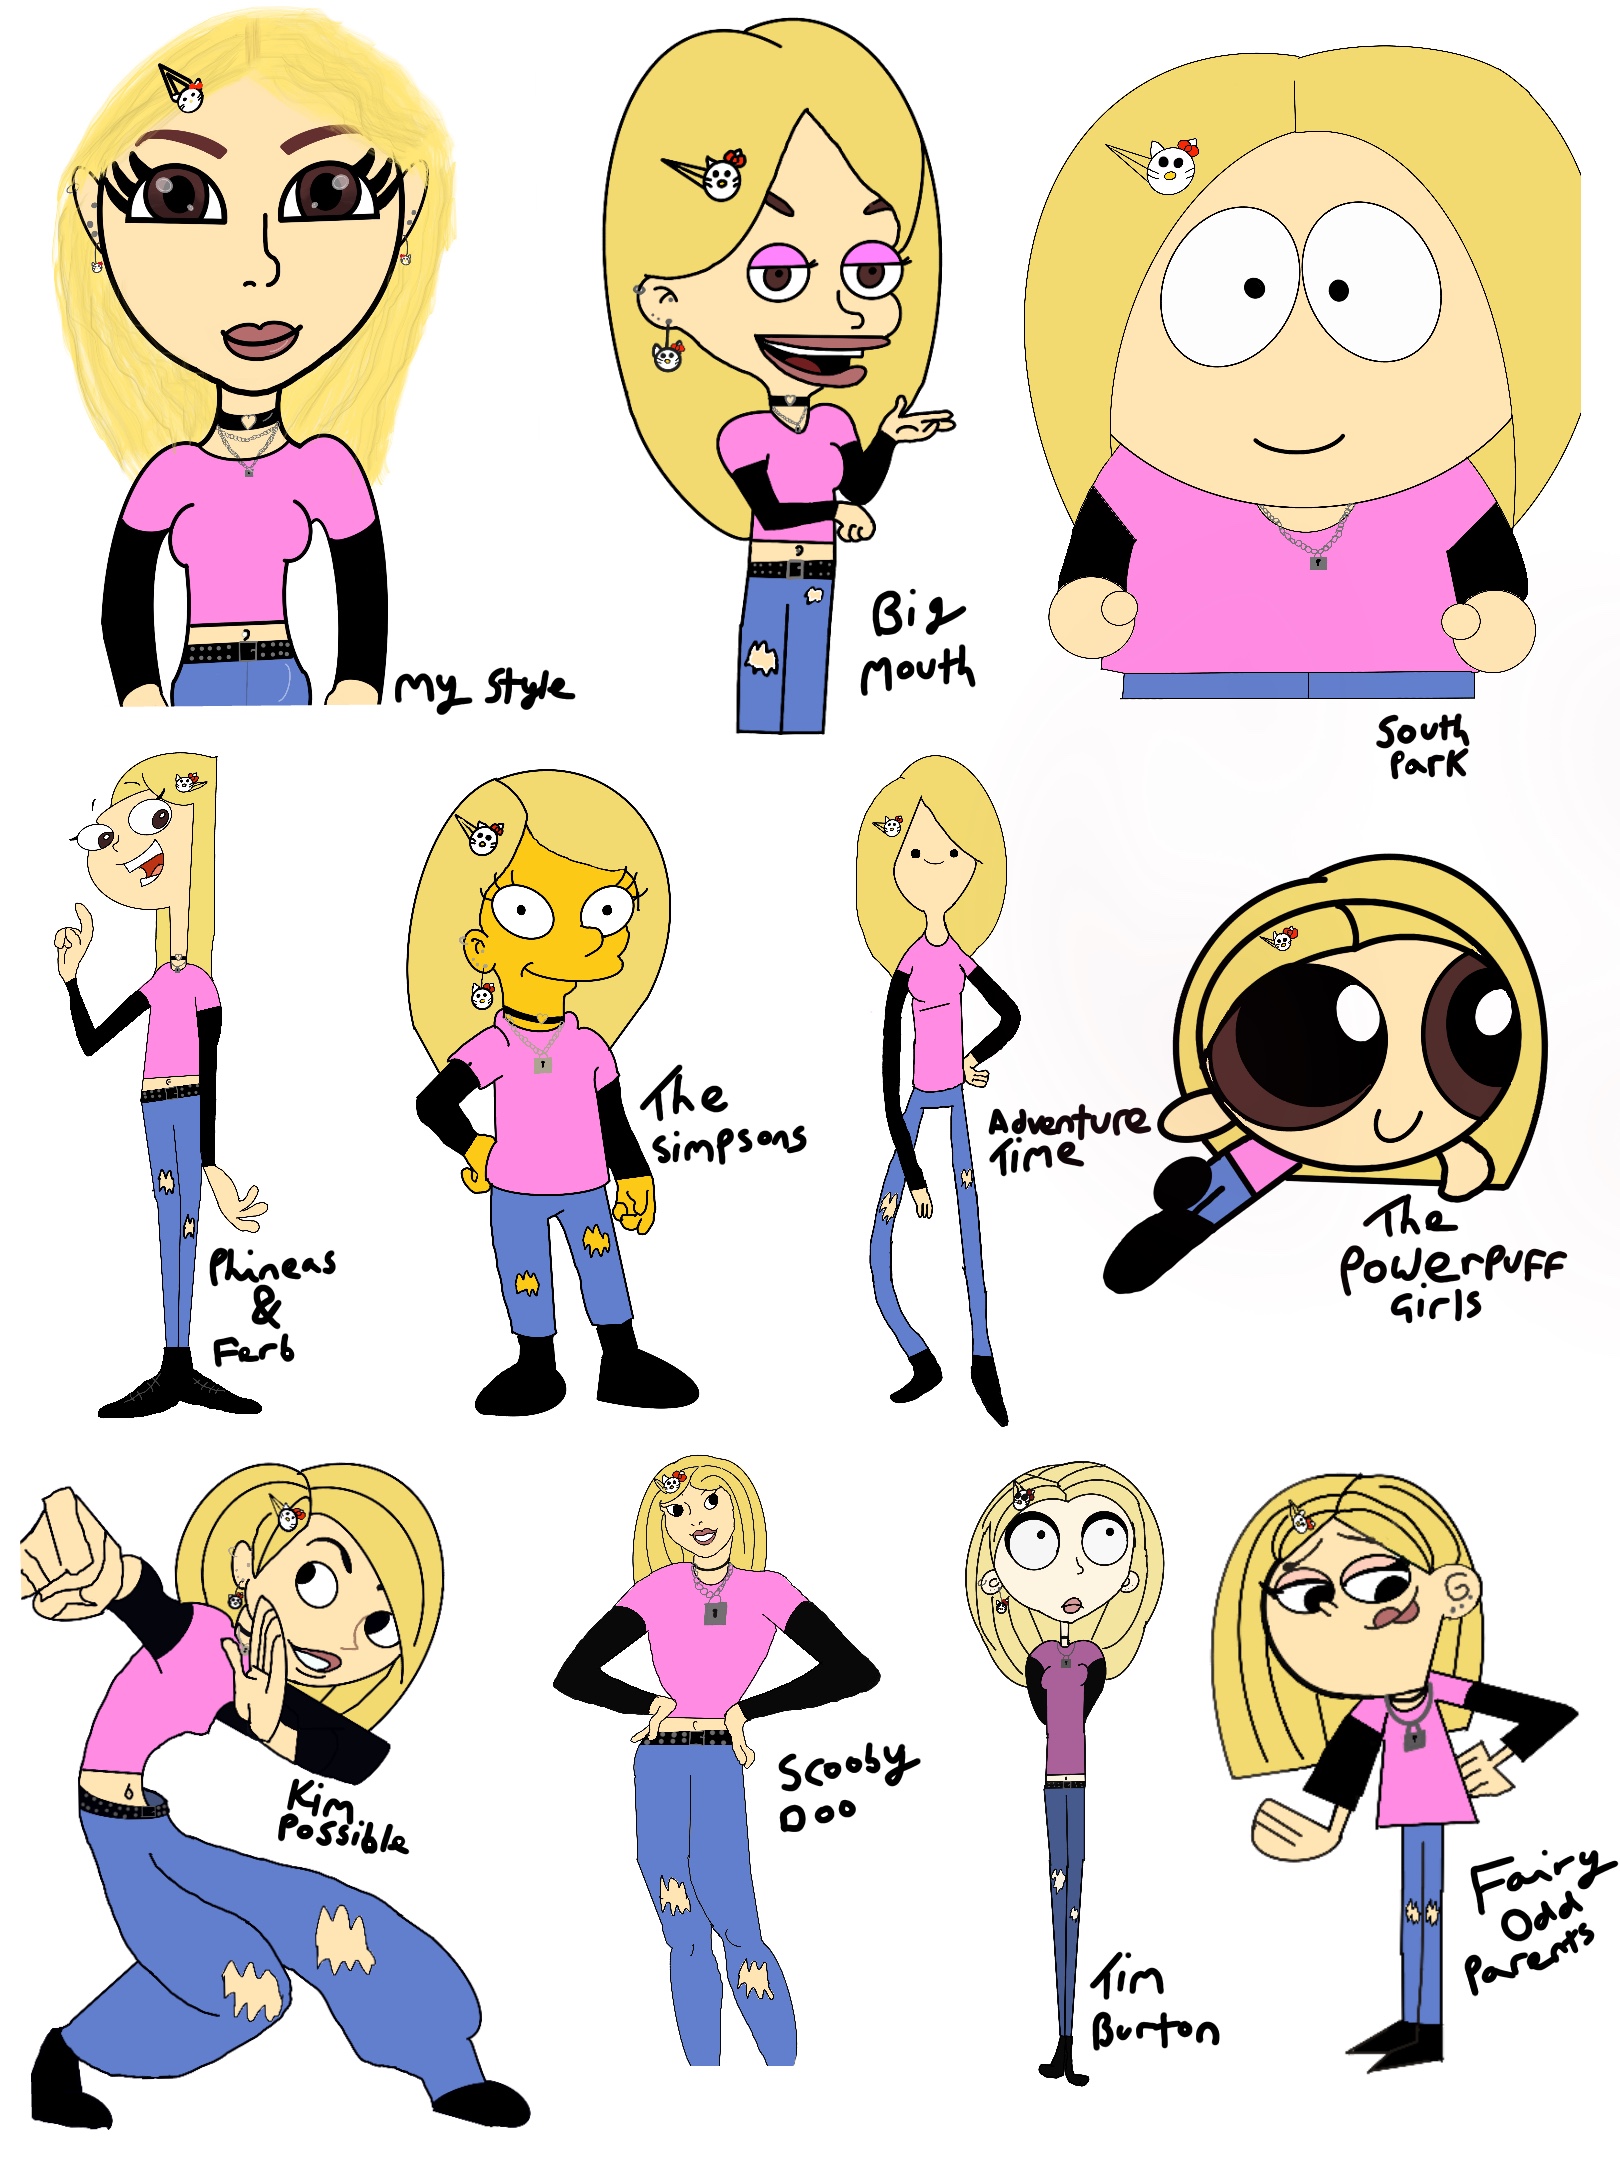 My Style
Big
Mouth
South
Park
Phineas
&
Ferb
The
Simpsons
Adventure
Time
The
Powerpuff
Girls
Kim
Possible
Scooby
Doo
Tim
Burton
Fairy
Odd
Parents